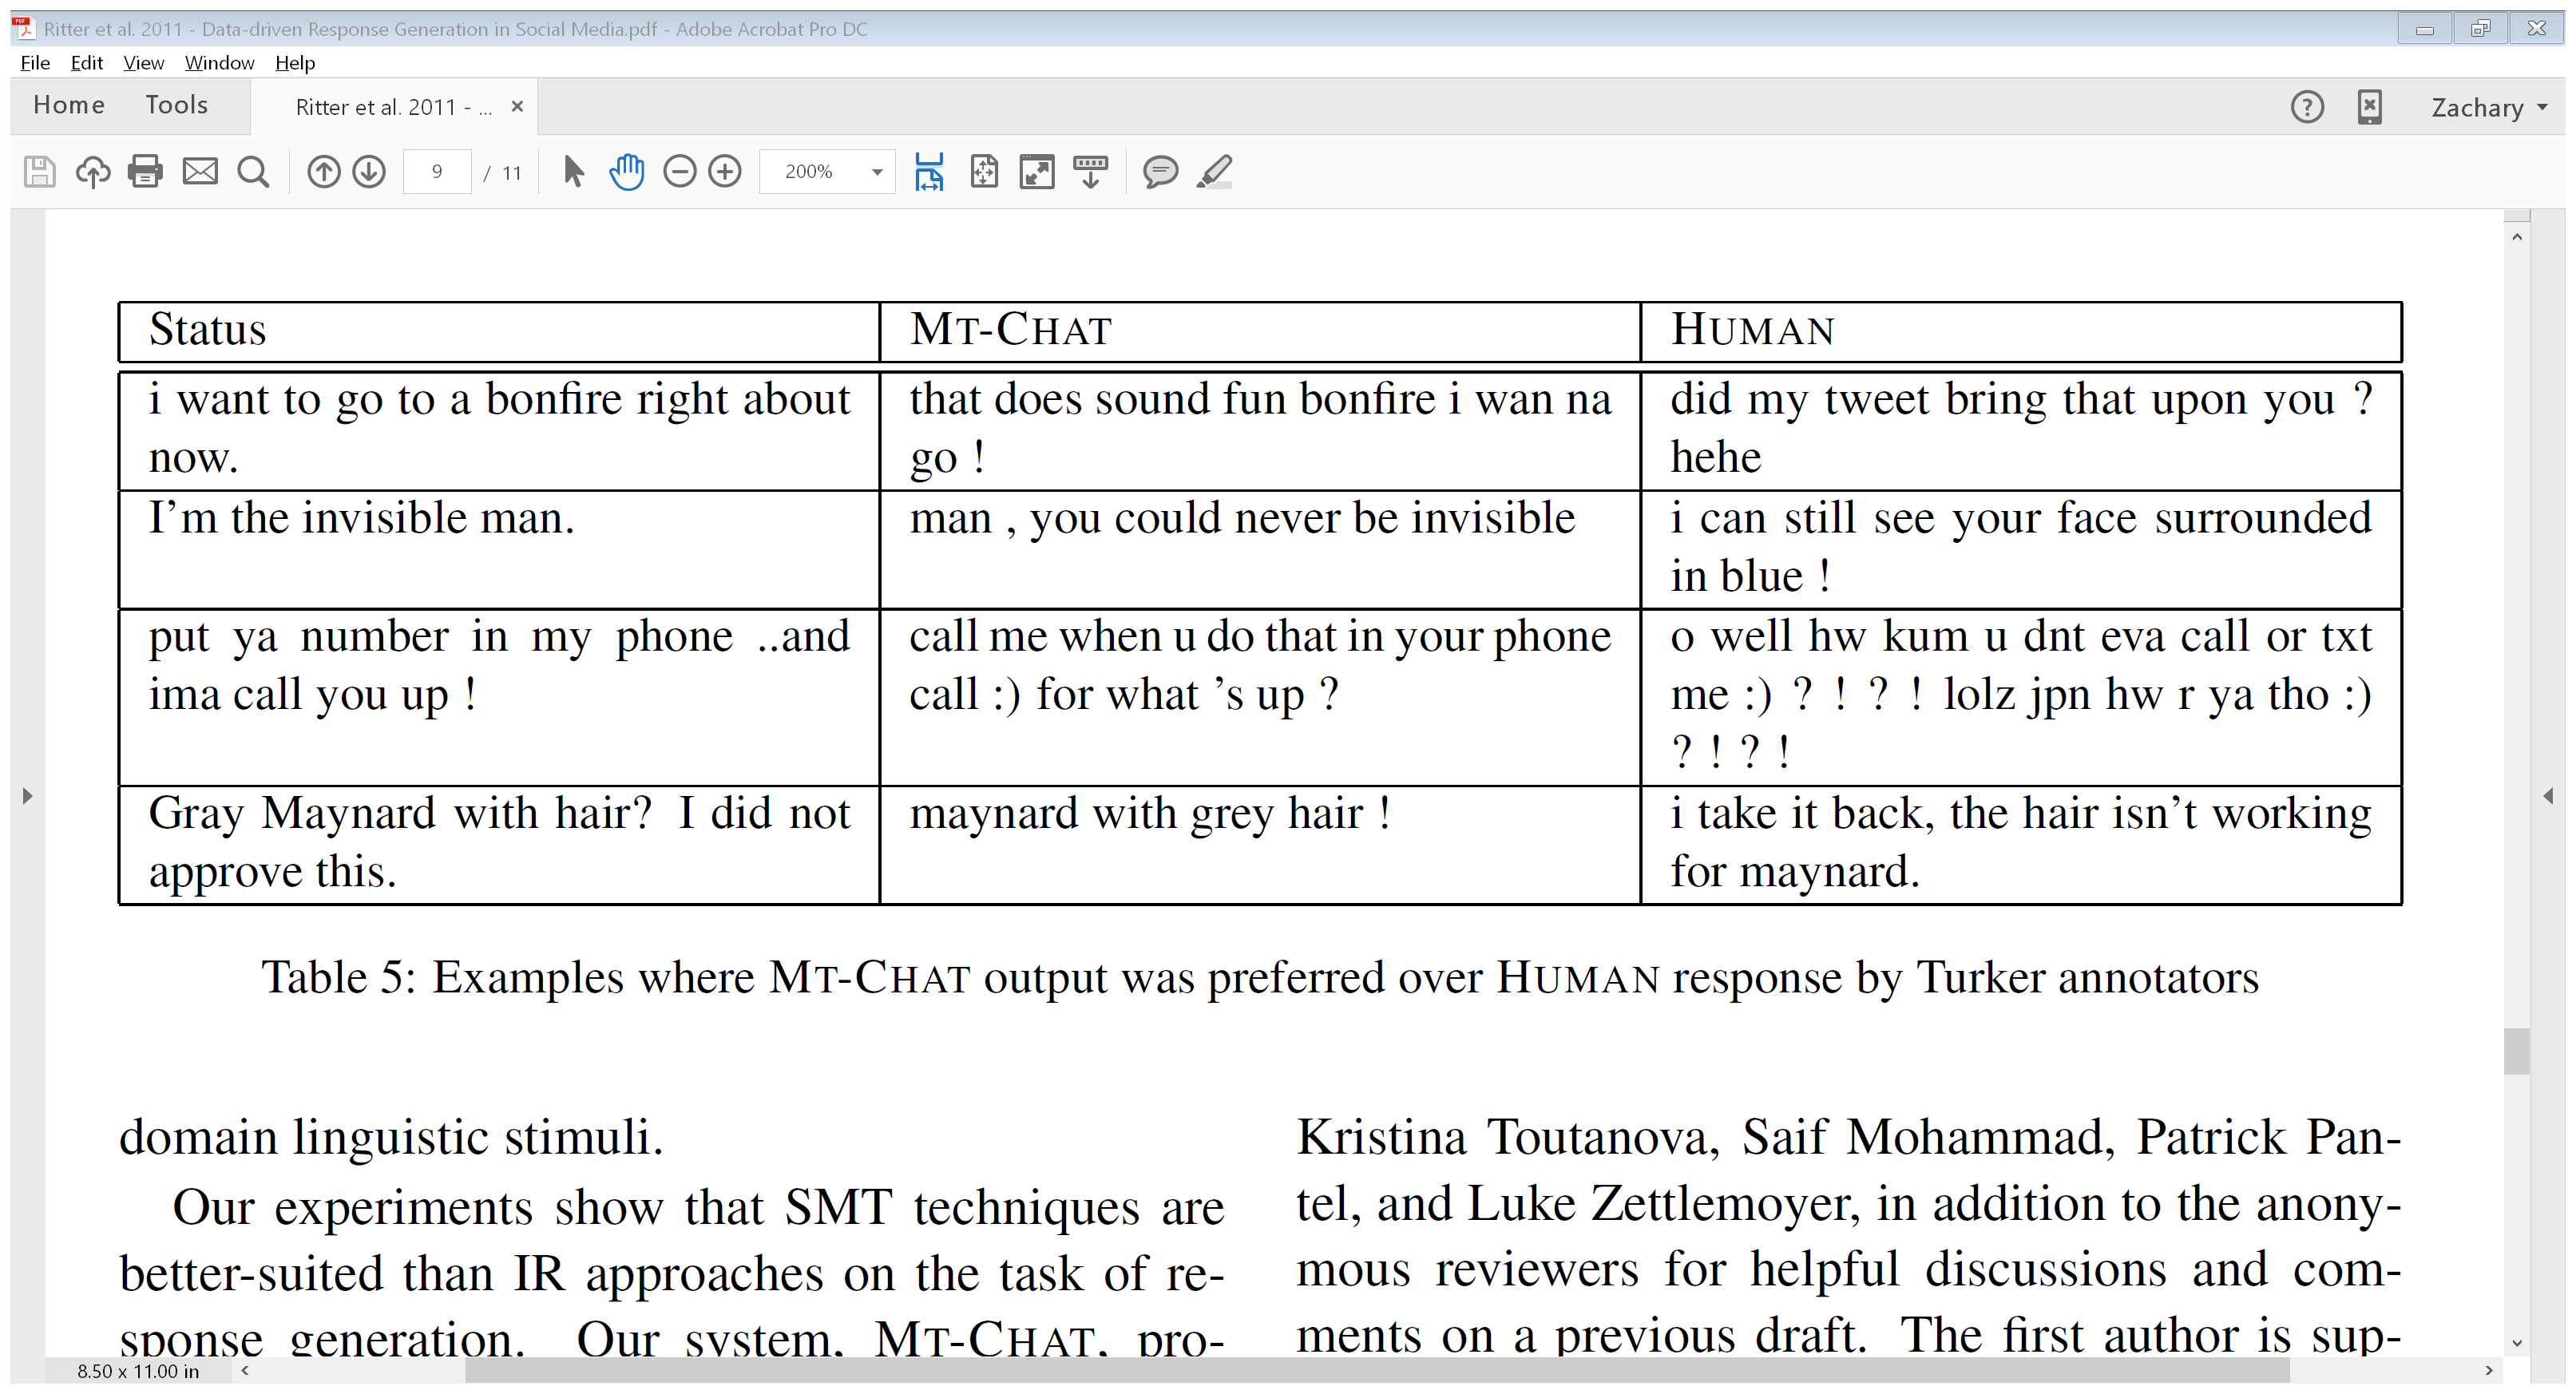 Ritter et al. 2011 - Data-driven Response Generation in Social Media.pdf - Adobe Acrobat Pro DC
File Edit View Window Help
Home Tools Ritter et al. 2011 - ... Zachary
9 / 11 200%
Status MT-CHAT HUMAN
i want to go to a bonfire right about
now.
that does sound fun bonfire i wan na
go !
did my tweet bring that upon you ?
hehe
I'm the invisible man.
man , you could never be invisible
i can still see your face surrounded
in blue !
put ya number in my phone ..and
ima call you up !
call me when u do that in your phone
call :) for what 's up ?
o well hw kum u dnt eva call or txt
me :) ? ! ? ! lolz jpn hw r ya tho :)
? ! ? !
Gray Maynard with hair? I did not
approve this.
maynard with grey hair !
i take it back, the hair isn't working
for maynard.
Table 5: Examples where MT-CHAT output was preferred over HUMAN response by Turker annotators
domain linguistic stimuli.
Our experiments show that SMT techniques are
better-suited than IR approaches on the task of re-
sponse generation. Our system, MT-CHAT, pro-
Kristina Toutanova, Saif Mohammad, Patrick Pan-
tel, and Luke Zettlemoyer, in addition to the anony-
mous reviewers for helpful discussions and com-
ments on a previous draft. The first author is sup-
8.50 x 11.00 in